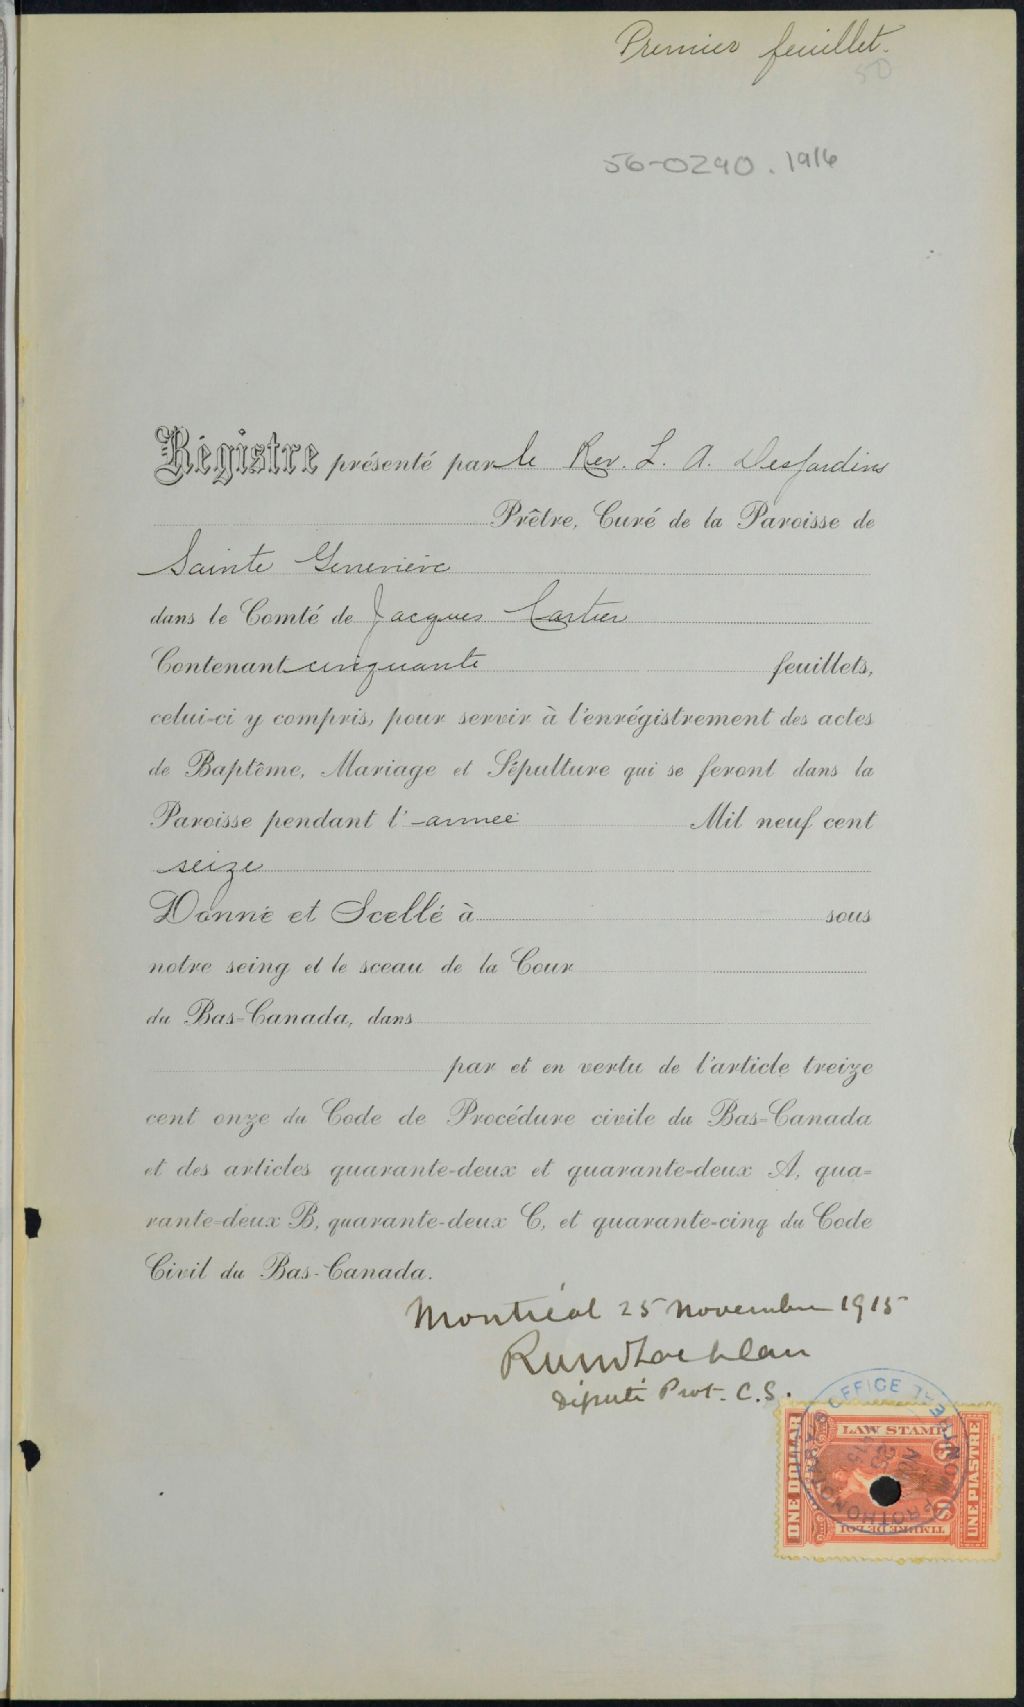 Premier feuillet.
50
56-0290. 1916
Régistre présenté par le Rev. L. A. Desjardins
Prêtre, Curé de la Paroisse de
Sainte Geneviève
dans le Comté de Jacques Cartier
Contenant cinquante feuillets,
celui-ci y compris, pour servir à l'enrégistrement des actes
de Baptême, Mariage et Sépulture qui se feront dans la
Paroisse pendant l'année Mil neuf cent
seize
Donné et Scellé à sous
notre seing et le sceau de la Cour
du Bas-Canada, dans
par et en vertu de l'article treize
cent onze du Code de Procédure civile du Bas-Canada
et des articles quarante-deux et quarante-deux A, qua=
rante-deux B, quarante-deux C, et quarante-cinq du Code
Civil du Bas-Canada.
Montréal 25 novembre 1915
Député Prot. C.S.
PROTHONOTARY'S OFFICE MONTREAL
NOV 25 1915
LAW STAMP
ONE DOLLAR
UNE PIASTRE
TIMBRE DE LOI